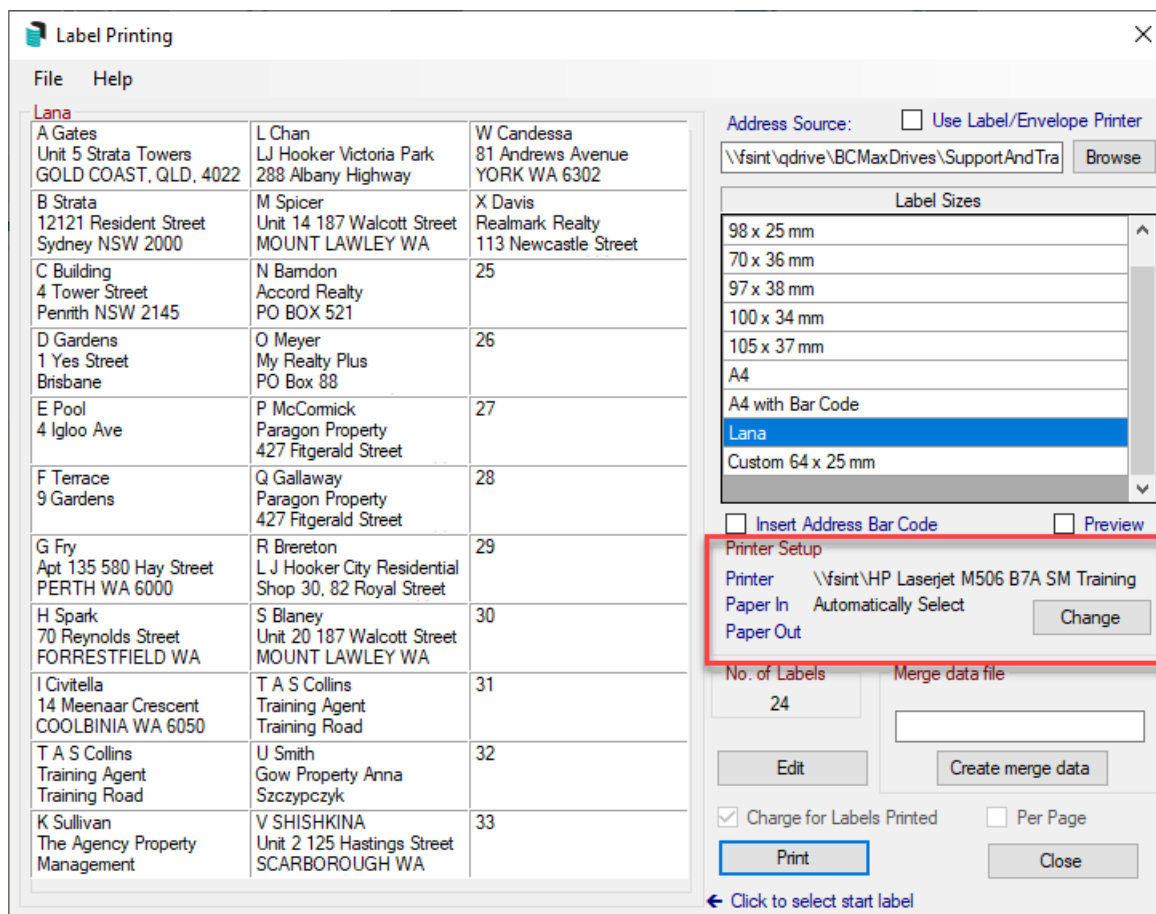 Label Printing
File Help
Lana
A Gates
Unit 5 Strata Towers
GOLD COAST, QLD, 4022
L Chan
LJ Hooker Victoria Park
288 Albany Highway
W Candessa
81 Andrews Avenue
YORK WA 6302
B Strata
12121 Resident Street
Sydney NSW 2000
M Spicer
Unit 14 187 Walcott Street
MOUNT LAWLEY WA
X Davis
Realmark Realty
113 Newcastle Street
C Building
4 Tower Street
Penrith NSW 2145
N Barndon
Accord Realty
PO BOX 521
25
D Gardens
1 Yes Street
Brisbane
O Meyer
My Realty Plus
PO Box 88
26
E Pool
4 Igloo Ave
P McCormick
Paragon Property
427 Fitgerald Street
27
F Terrace
9 Gardens
Q Gallaway
Paragon Property
427 Fitgerald Street
28
G Fry
Apt 135 580 Hay Street
PERTH WA 6000
R Brereton
L J Hooker City Residential
Shop 30, 82 Royal Street
29
H Spark
70 Reynolds Street
FORRESTFIELD WA
S Blaney
Unit 20 187 Walcott Street
MOUNT LAWLEY WA
30
I Civitella
14 Meenaar Crescent
COOLBINIA WA 6050
T A S Collins
Training Agent
Training Road
31
T A S Collins
Training Agent
Training Road
U Smith
Gow Property Anna
Szczypczyk
32
K Sullivan
The Agency Property
Management
V SHISHKINA
Unit 2 125 Hastings Street
SCARBOROUGH WA
33
Address Source: Use Label/Envelope Printer
\\fsint\qdrive\BCMaxDrives\SupportAndTra Browse
Label Sizes
98 x 25 mm
70 x 36 mm
97 x 38 mm
100 x 34 mm
105 x 37 mm
A4
A4 with Bar Code
Lana
Custom 64 x 25 mm
Insert Address Bar Code Preview
Printer Setup
Printer \\fsint\HP Laserjet M506 B7A SM Training
Paper In Automatically Select
Change
Paper Out
No. of Labels
24
Merge data file
Edit
Create merge data
Charge for Labels Printed Per Page
Print Close
← Click to select start label